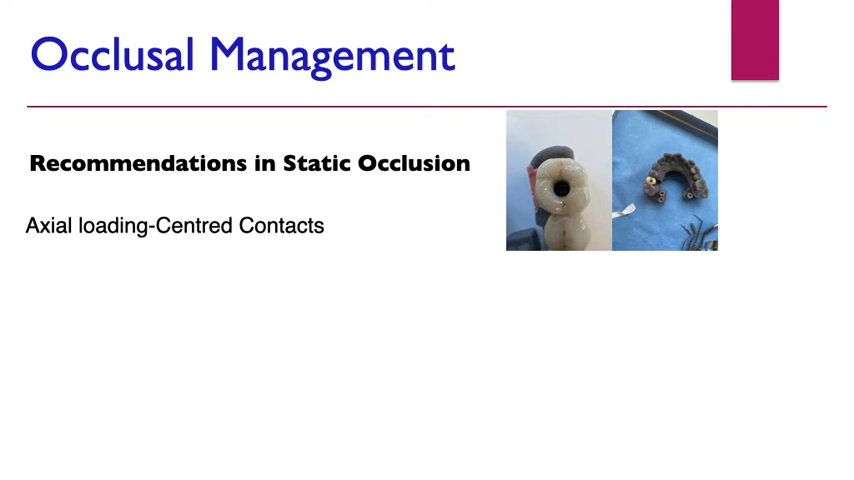 Occlusal Management
Recommendations in Static Occlusion
Axial loading-Centred Contacts